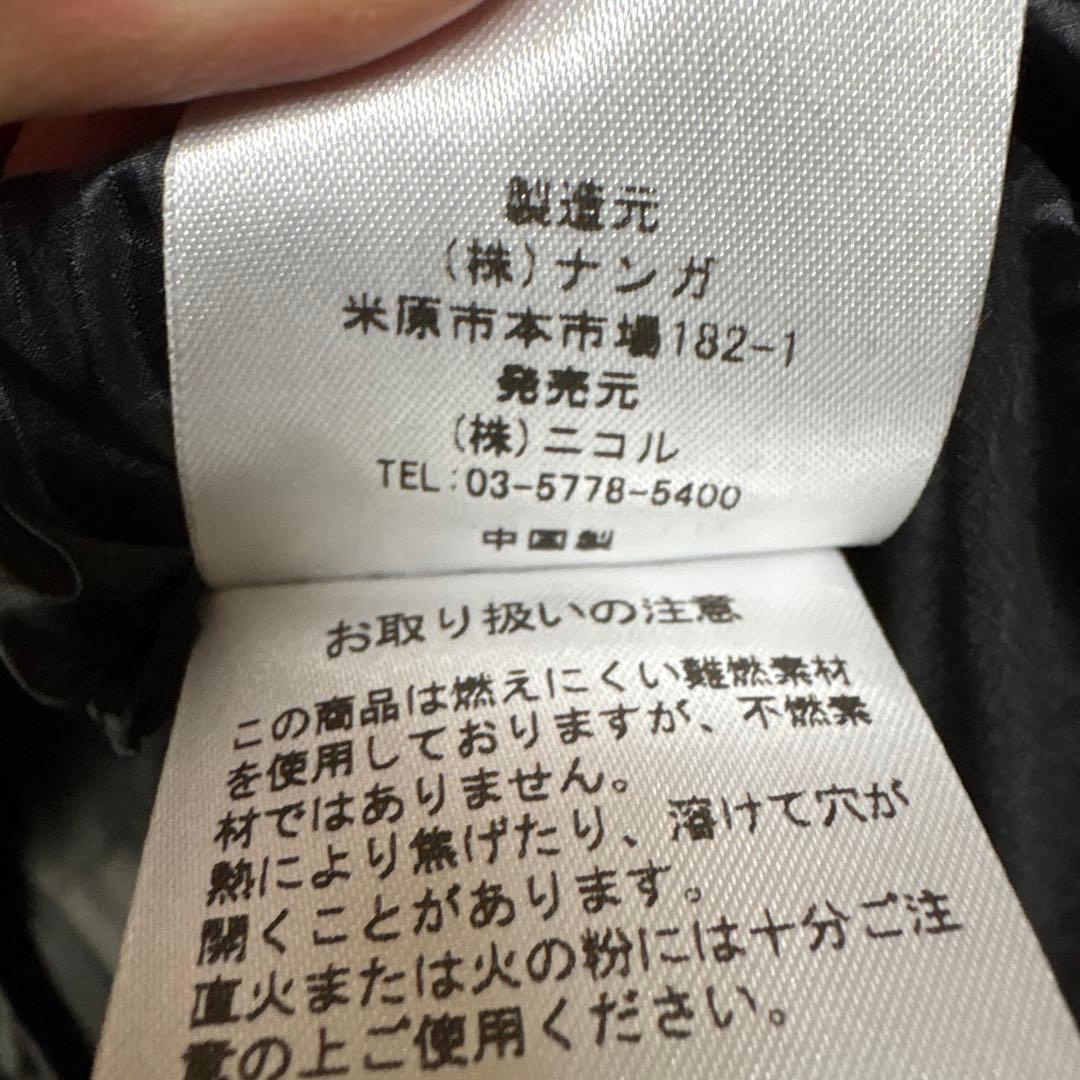 製造元
(株)ナンガ
米原市本市場182-1
発売元
(株)ニコル
TEL:03-5778-5400
中国製
お取り扱いの注意
この商品は燃えにくい難燃素材
を使用しておりますが、不燃素
材ではありません。
熱により焦げたり、溶けて穴が
開くことがあります。
直火または火の粉には十分ご注
意の上ご使用ください。